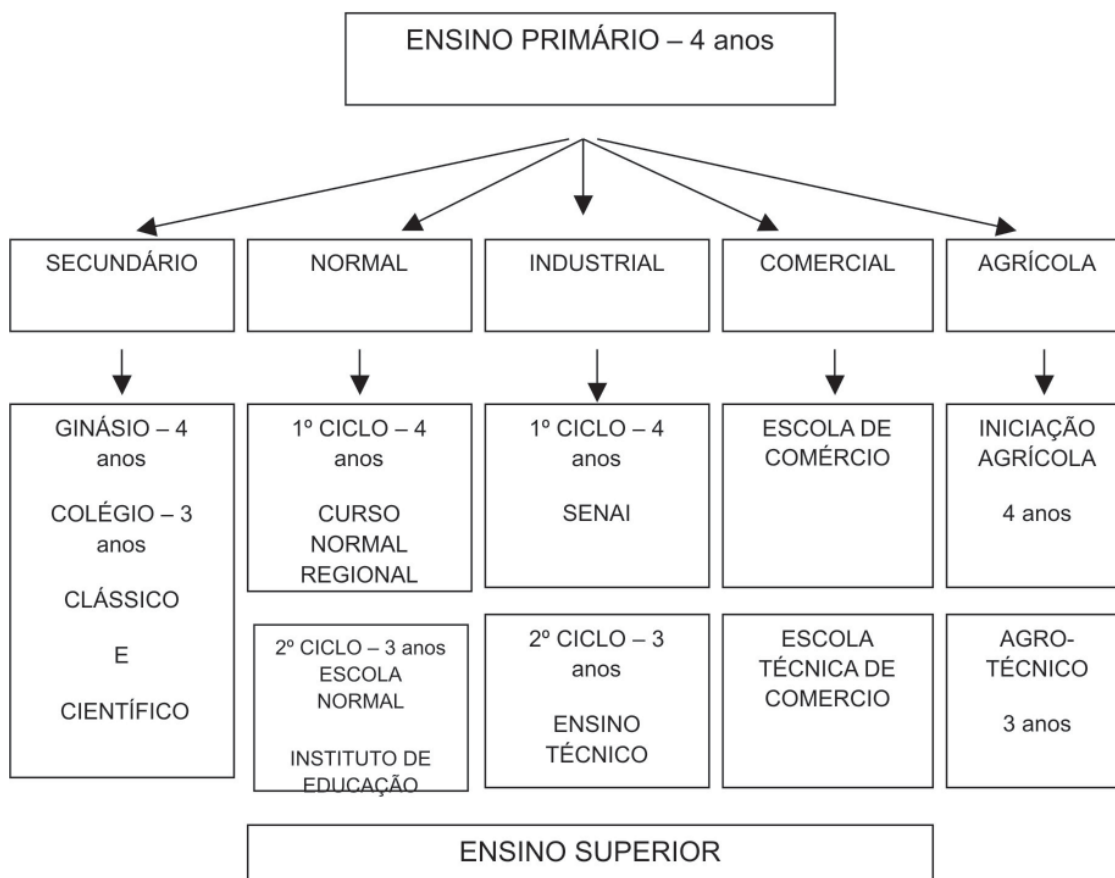 ENSINO PRIMÁRIO – 4 anos
SECUNDÁRIO
NORMAL
INDUSTRIAL
COMERCIAL
AGRÍCOLA
GINÁSIO – 4
anos
COLÉGIO – 3
anos
CLÁSSICO
E
CIENTÍFICO
1º CICLO – 4
anos
CURSO
NORMAL
REGIONAL
1º CICLO – 4
anos
SENAI
ESCOLA DE
COMÉRCIO
INICIAÇÃO
AGRÍCOLA
4 anos
2º CICLO – 3 anos
ESCOLA
NORMAL
INSTITUTO DE
EDUCAÇÃO
2º CICLO – 3
anos
ENSINO
TÉCNICO
ESCOLA
TÉCNICA DE
COMERCIO
AGRO-
TÉCNICO
3 anos
ENSINO SUPERIOR